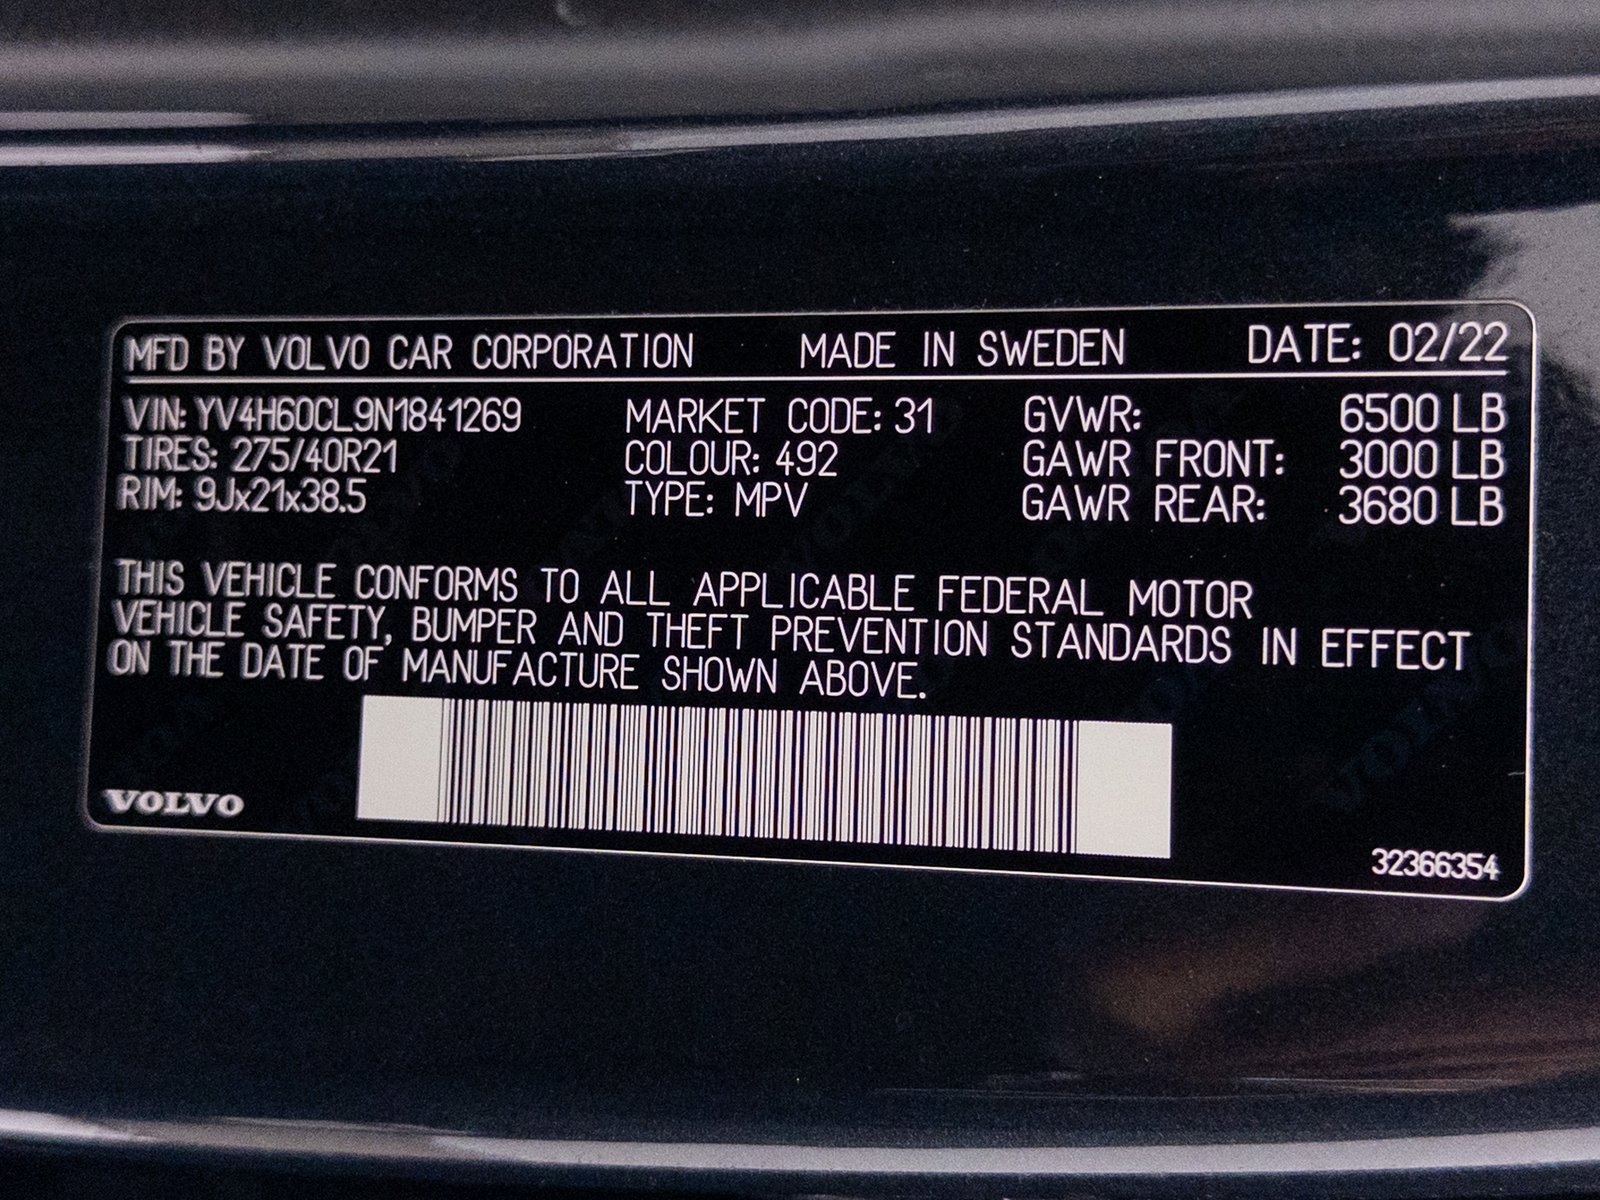 MFD BY VOLVO CAR CORPORATION MADE IN SWEDEN DATE: 02/22
VIN: YV4H60CL9N1841269 MARKET CODE: 31 GVWR: 6500 LB
TIRES: 275/40R21 COLOUR: 492 GAWR FRONT: 3000 LB
RIM: 9Jx21x38.5 TYPE: MPV GAWR REAR: 3680 LB
THIS VEHICLE CONFORMS TO ALL APPLICABLE FEDERAL MOTOR
VEHICLE SAFETY, BUMPER AND THEFT PREVENTION STANDARDS IN EFFECT
ON THE DATE OF MANUFACTURE SHOWN ABOVE.
VOLVO
32366354